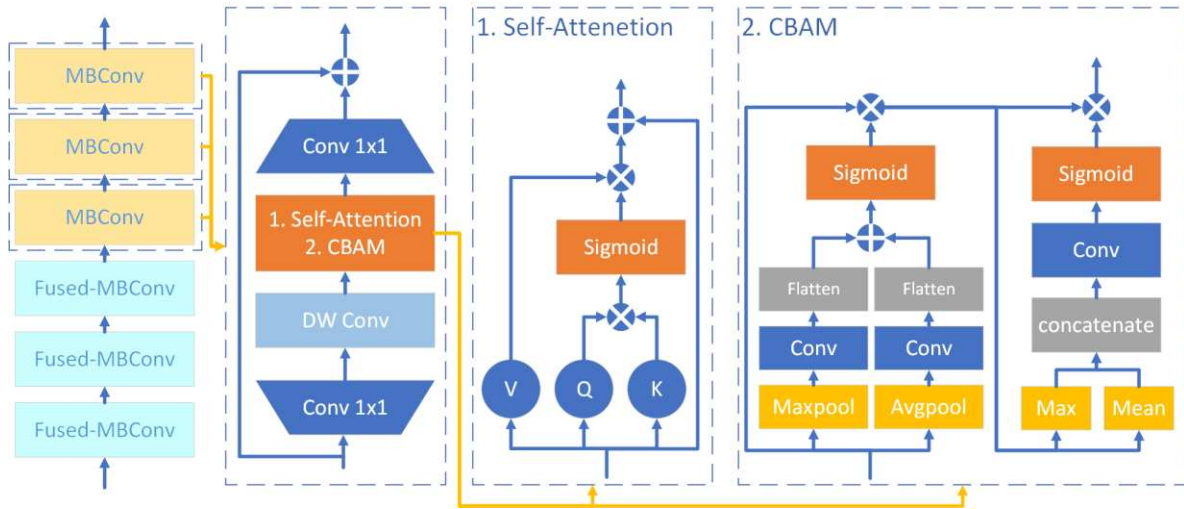 MBConv
MBConv
MBConv
Fused-MBConv
Fused-MBConv
Fused-MBConv
Conv 1x1
1. Self-Attention
2. CBAM
DW Conv
Conv 1x1
1. Self-Attenetion
Sigmoid
V
Q
K
2. CBAM
Sigmoid
Flatten
Flatten
Conv
Conv
Maxpool
Avgpool
Sigmoid
Conv
concatenate
Max
Mean